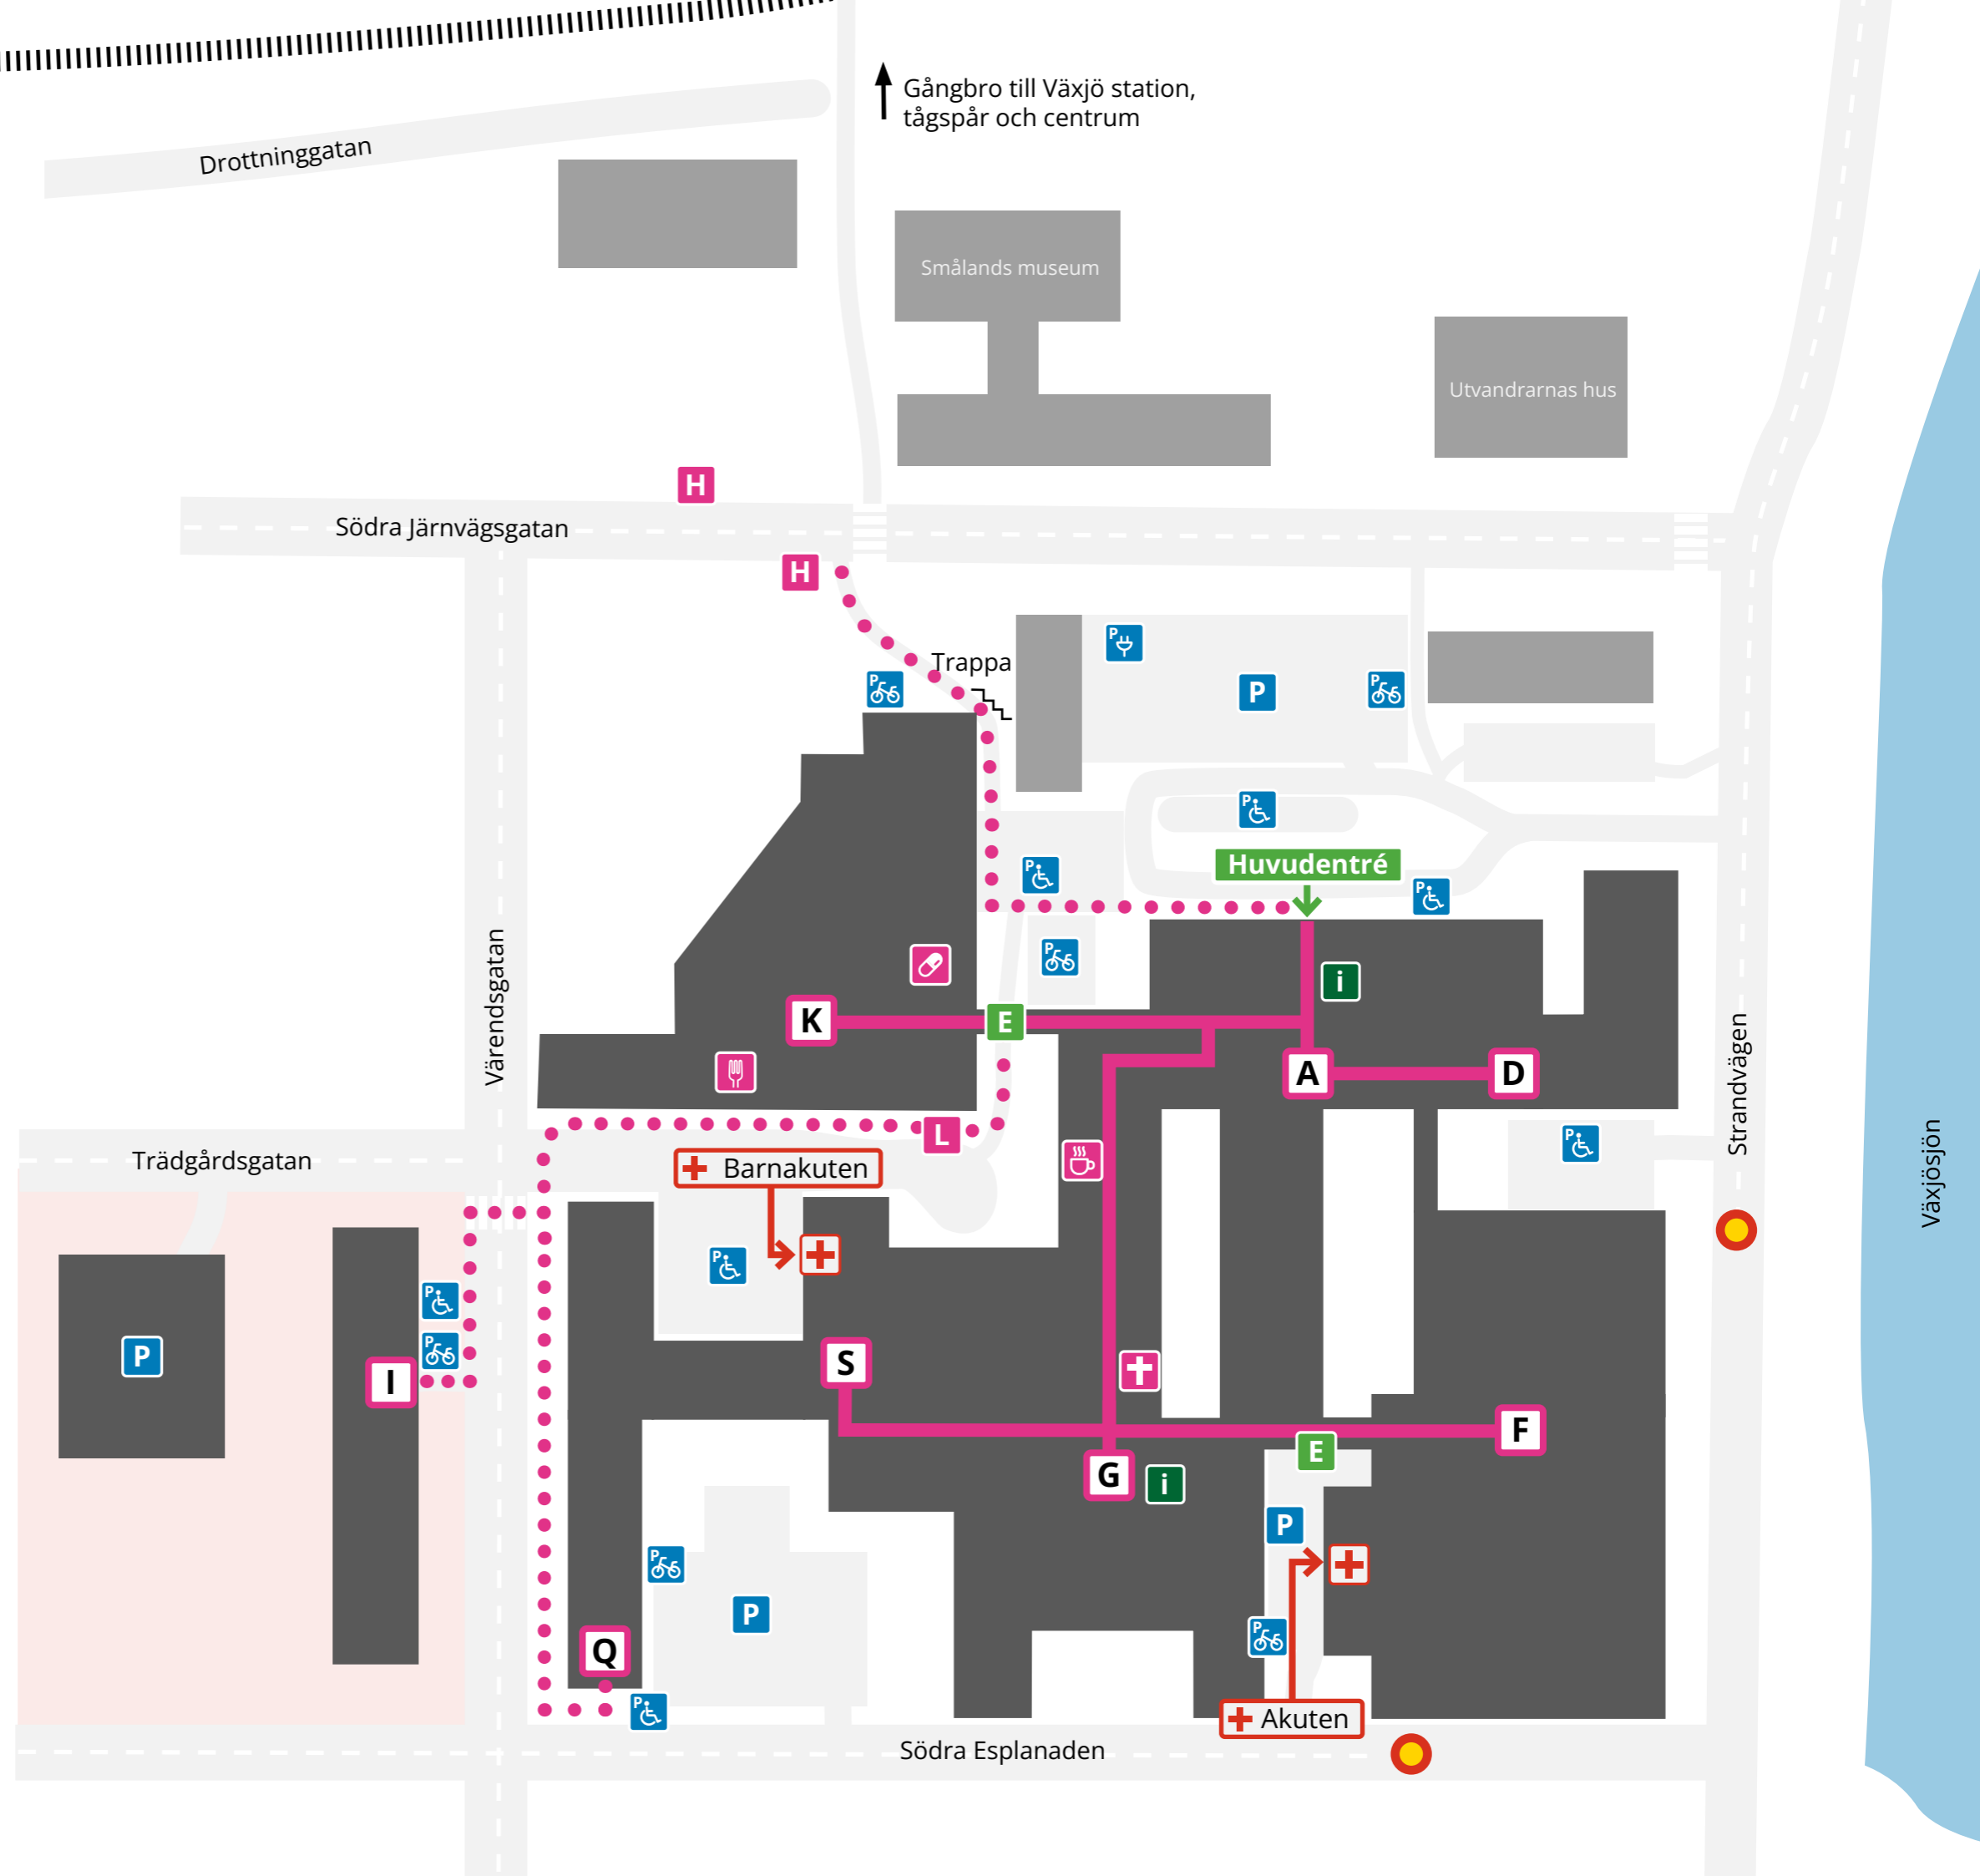 Gångbro till Växjö station,
tågspår och centrum
Drottninggatan
Smålands museum
Utvandrarnas hus
H
Södra Järnvägsgatan
H
P
Trappa
P
P
P
P
Huvudentré
P
P
P
i
K
E
A
D
Värendsgatan
Strandvägen
L
P
Växjösjön
Trädgårdsgatan
Barnakuten
P
P
P
P
I
S
F
E
G
i
P
P
P
P
Q
P
Akuten
Södra Esplanaden